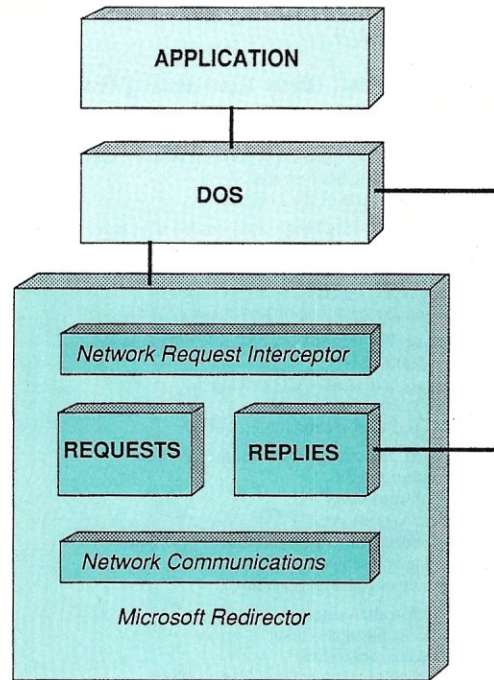 APPLICATION
DOS
Network Request Interceptor
REQUESTS
REPLIES
Network Communications
Microsoft Redirector